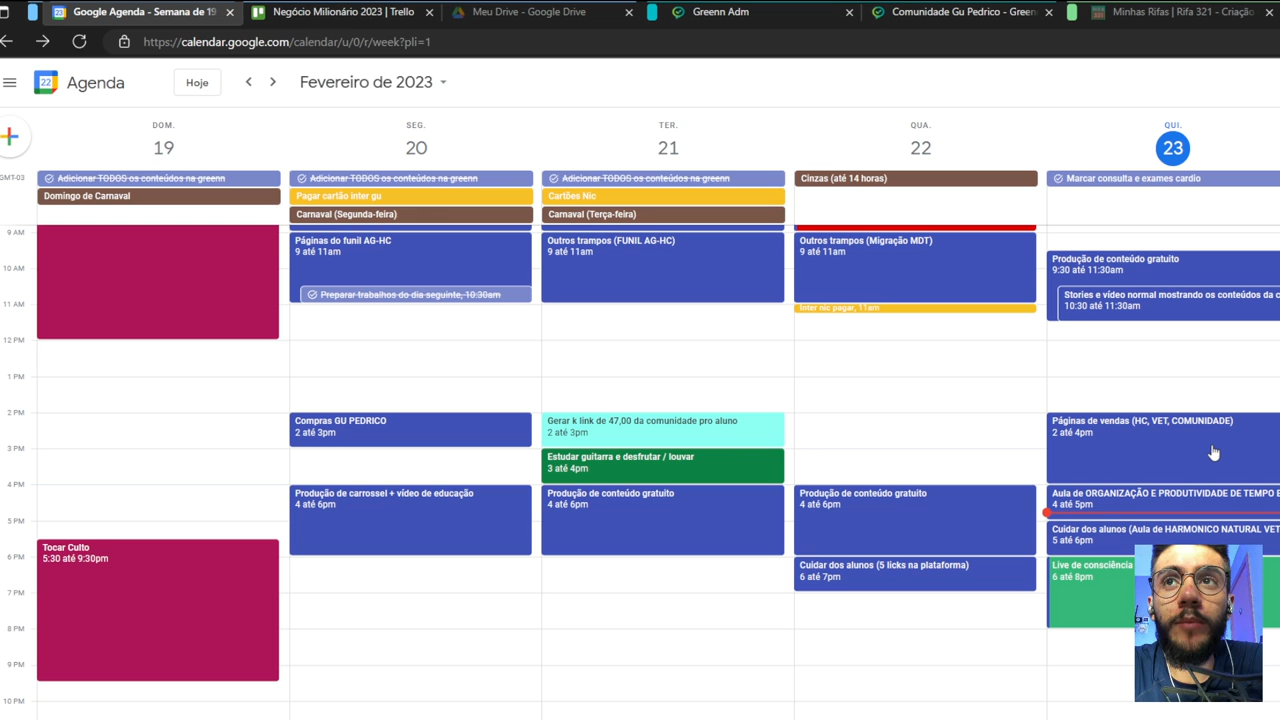 Google Agenda - Semana de 19
Negócio Milionário 2023 | Trello
Meu Drive - Google Drive
Greenn Adm
Comunidade Gu Pedrico - Green
Minhas Rifas | Rifa 321 - Criação
https://calendar.google.com/calendar/u/0/r/week?pli=1
22
Agenda
Hoje
Fevereiro de 2023
DOM.
19
SEG.
20
TER.
21
QUA.
22
QUI.
23
GMT-03
Adicionar TODOS os conteúdos na greenn
Adicionar TODOS os conteúdos na greenn
Adicionar TODOS os conteúdos na greenn
Cinzas (até 14 horas)
Marcar consulta e exames cardio
Domingo de Carnaval
Pagar cartão inter gu
Cartões Nic
Carnaval (Segunda-feira)
Carnaval (Terça-feira)
9 AM
10 AM
11 AM
12 PM
1 PM
2 PM
3 PM
4 PM
5 PM
6 PM
7 PM
8 PM
9 PM
10 PM
Tocar Culto
5:30 até 9:30pm
Páginas do funil AG-HC
9 até 11am
Preparar trabalhos do dia seguinte, 10:30am
Compras GU PEDRICO
2 até 3pm
Produção de carrossel + vídeo de educação
4 até 6pm
Outros trampos (FUNIL AG-HC)
9 até 11am
Gerar k link de 47,00 da comunidade pro aluno
2 até 3pm
Estudar guitarra e desfrutar / louvar
3 até 4pm
Produção de conteúdo gratuito
4 até 6pm
Outros trampos (Migração MDT)
9 até 11am
Inter nic pagar, 11am
Produção de conteúdo gratuito
4 até 6pm
Cuidar dos alunos (5 licks na plataforma)
6 até 7pm
Produção de conteúdo gratuito
9:30 até 11:30am
Stories e vídeo normal mostrando os conteúdos da c
10:30 até 11:30am
Páginas de vendas (HC, VET, COMUNIDADE)
2 até 4pm
Aula de ORGANIZAÇÃO E PRODUTIVIDADE DE TEMPO E
4 até 5pm
Cuidar dos alunos (Aula de HARMONICO NATURAL VET
5 até 6pm
Live de consciência
6 até 8pm